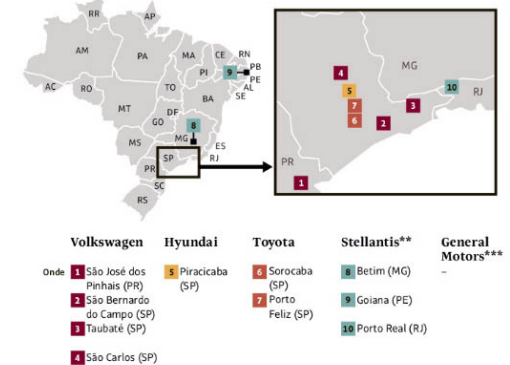 RR
AP
AM
PA
MA
CE
RN
PB
PE
AL
SE
PI
AC
RO
TO
BA
MT
DF
GO
MG
ES
RJ
MS
SP
PR
SC
RS
9
8
MG
RJ
PR
4
5
7
6
2
3
10
1
Volkswagen
Hyundai
Toyota
Stellantis**
General
Motors***
Onde
1 São José dos
Pinhais (PR)
2 São Bernardo
do Campo (SP)
3 Taubaté (SP)
4 São Carlos (SP)
5 Piracicaba
(SP)
6 Sorocaba
(SP)
7 Porto
Feliz (SP)
8 Betim (MG)
9 Goiana (PE)
10 Porto Real (RJ)
–